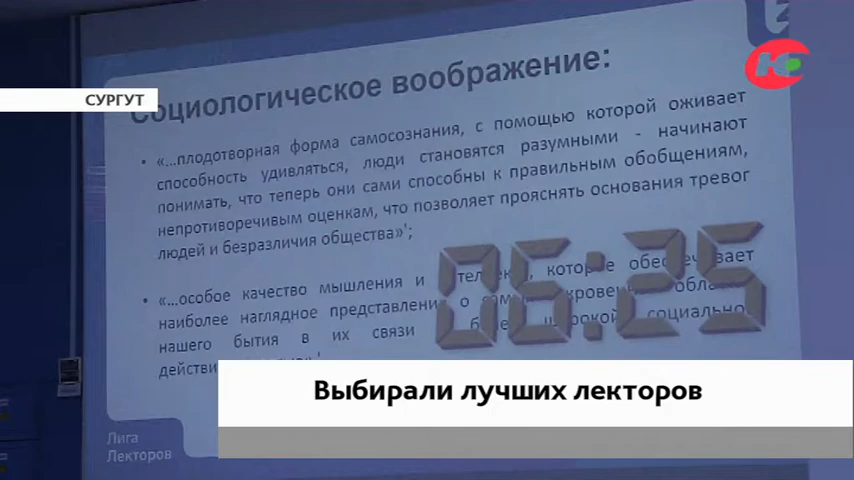 Социологическое воображение:
СУРГУТ
• «...плодотворная форма самосознания, с помощью которой оживает
способность удивляться, люди становятся разумными - начинают
понимать, что теперь они сами способны к правильным обобщениям,
непротиворечивым оценкам, что позволяет прояснять основания тревог
людей и безразличия общества»';
06:25
• «...особое качество мышления и
наиболее наглядное представление о
нашего бытия в их связи социально
Выбирали лучших лекторов
Лига
Лекторов